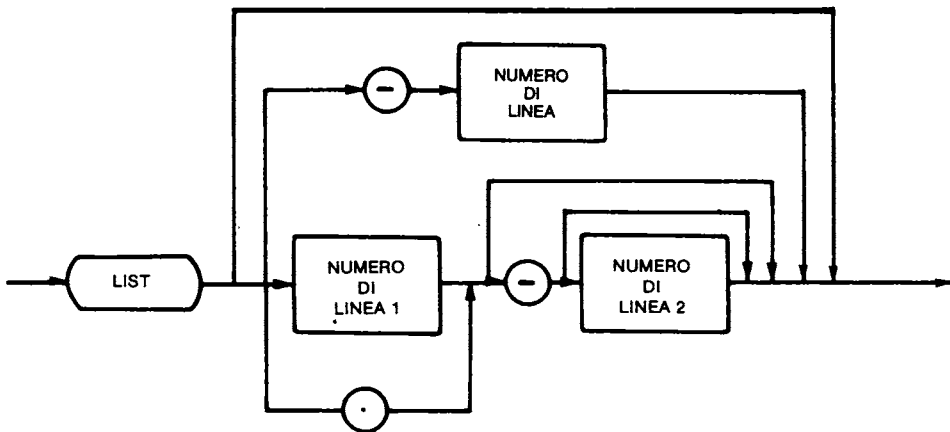 NUMERO
DI
LINEA
-
LIST
NUMERO
DI
LINEA 1
-
NUMERO
DI
LINEA 2
.